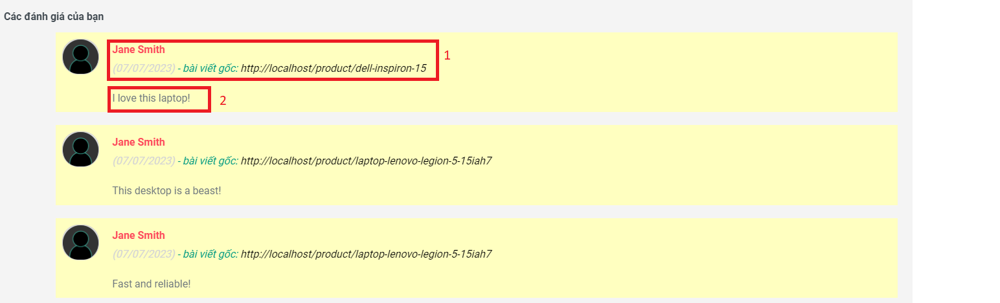 Các đánh giá của bạn
Jane Smith
1
(07/07/2023) - bài viết gốc: http://localhost/product/dell-inspiron-15
I love this laptop!
2
Jane Smith
(07/07/2023) - bài viết gốc: http://localhost/product/laptop-lenovo-legion-5-15iah7
This desktop is a beast!
Jane Smith
(07/07/2023) - bài viết gốc: http://localhost/product/laptop-lenovo-legion-5-15iah7
Fast and reliable!